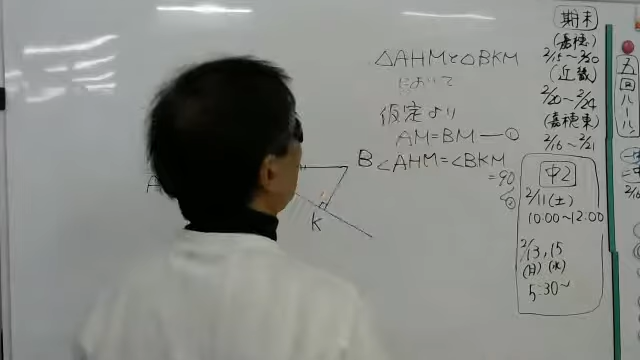 △AHMと△BKM
において
仮定より
AM=BM—①
∠AHM=∠BKM
=90
②
A
B
K
期末
(嘉穂)
2/15~2/20
(近畿)
2/20~2/24
(嘉穂東)
2/16~2/21
中2
2/11(土)
10:00~12:00
2/13,15
(月)(水)
5:30~